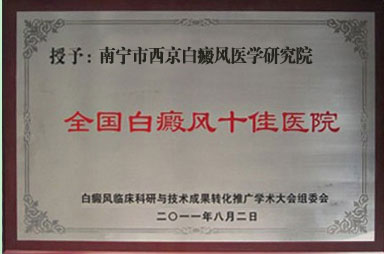 授予：南宁市西京白癜风医学研究院
全国白癜风十佳医院
白癜风临床科研与技术成果转化推广学术大会组委会
二〇一一年八月二日